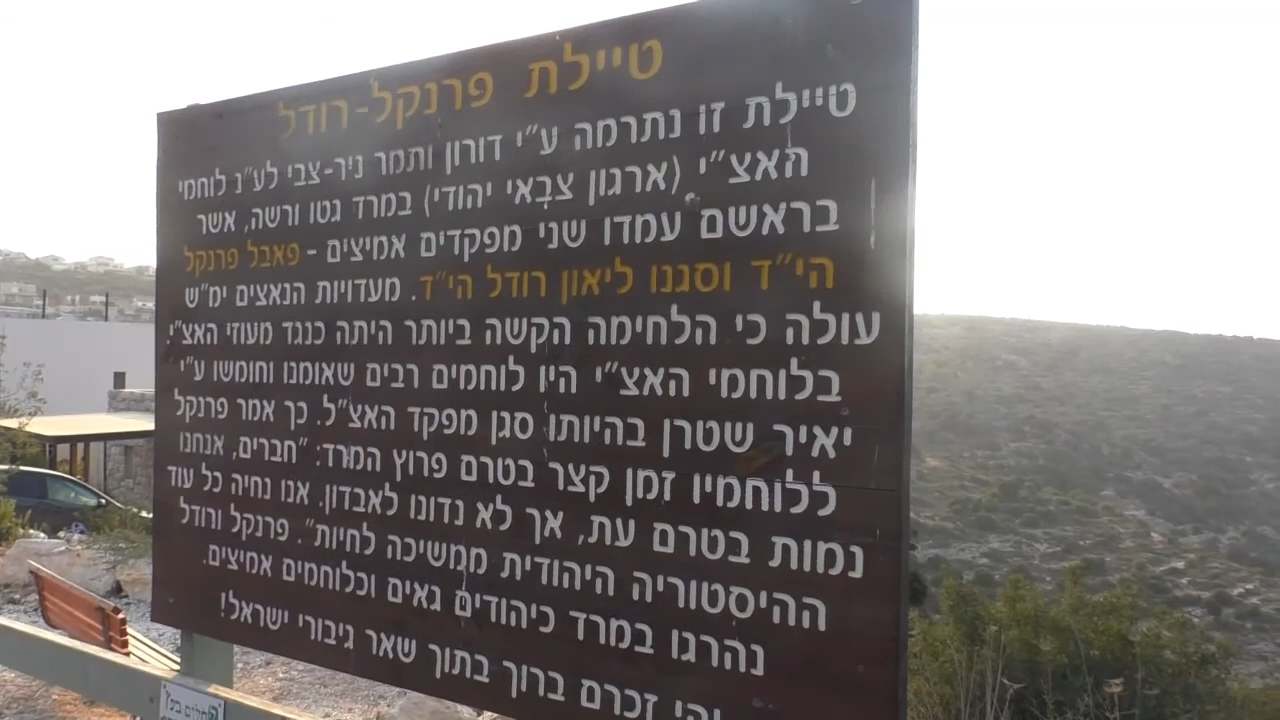 טיילת פרנקל-רודל
טיילת זו נתרמה ע״י דורון ותמר ניר-צבי לע״נ לוחמי
האצ״י (ארגון צבאי יהודי) במרד גטו ורשה, אשר
בראשם עמדו שני מפקדים אמיצים - פאבל פרנקל
הי״ד וסגנו ליאון רודל הי״ד. מעדויות הנאצים ימ״ש
עולה כי הלחימה הקשה ביותר היתה כנגד מעוזי האצ״י.
בלוחמי האצ״י היו לוחמים רבים שאומנו וחומשו ע״י
יאיר שטרן בהיותו סגן מפקד האצ״ל. כך אמר פרנקל
ללוחמיו זמן קצר בטרם פרוץ המרד: ״חברים, אנחנו
נמות בטרם עת, אך לא נדונו לאבדון. אנו נחיה כל עוד
ההיסטוריה היהודית ממשיכה לחיות״. פרנקל ורודל
נהרגו במרד כיהודים גאים וכלוחמים אמיצים.
יהי זכרם ברוך בתוך שאר גיבורי ישראל!